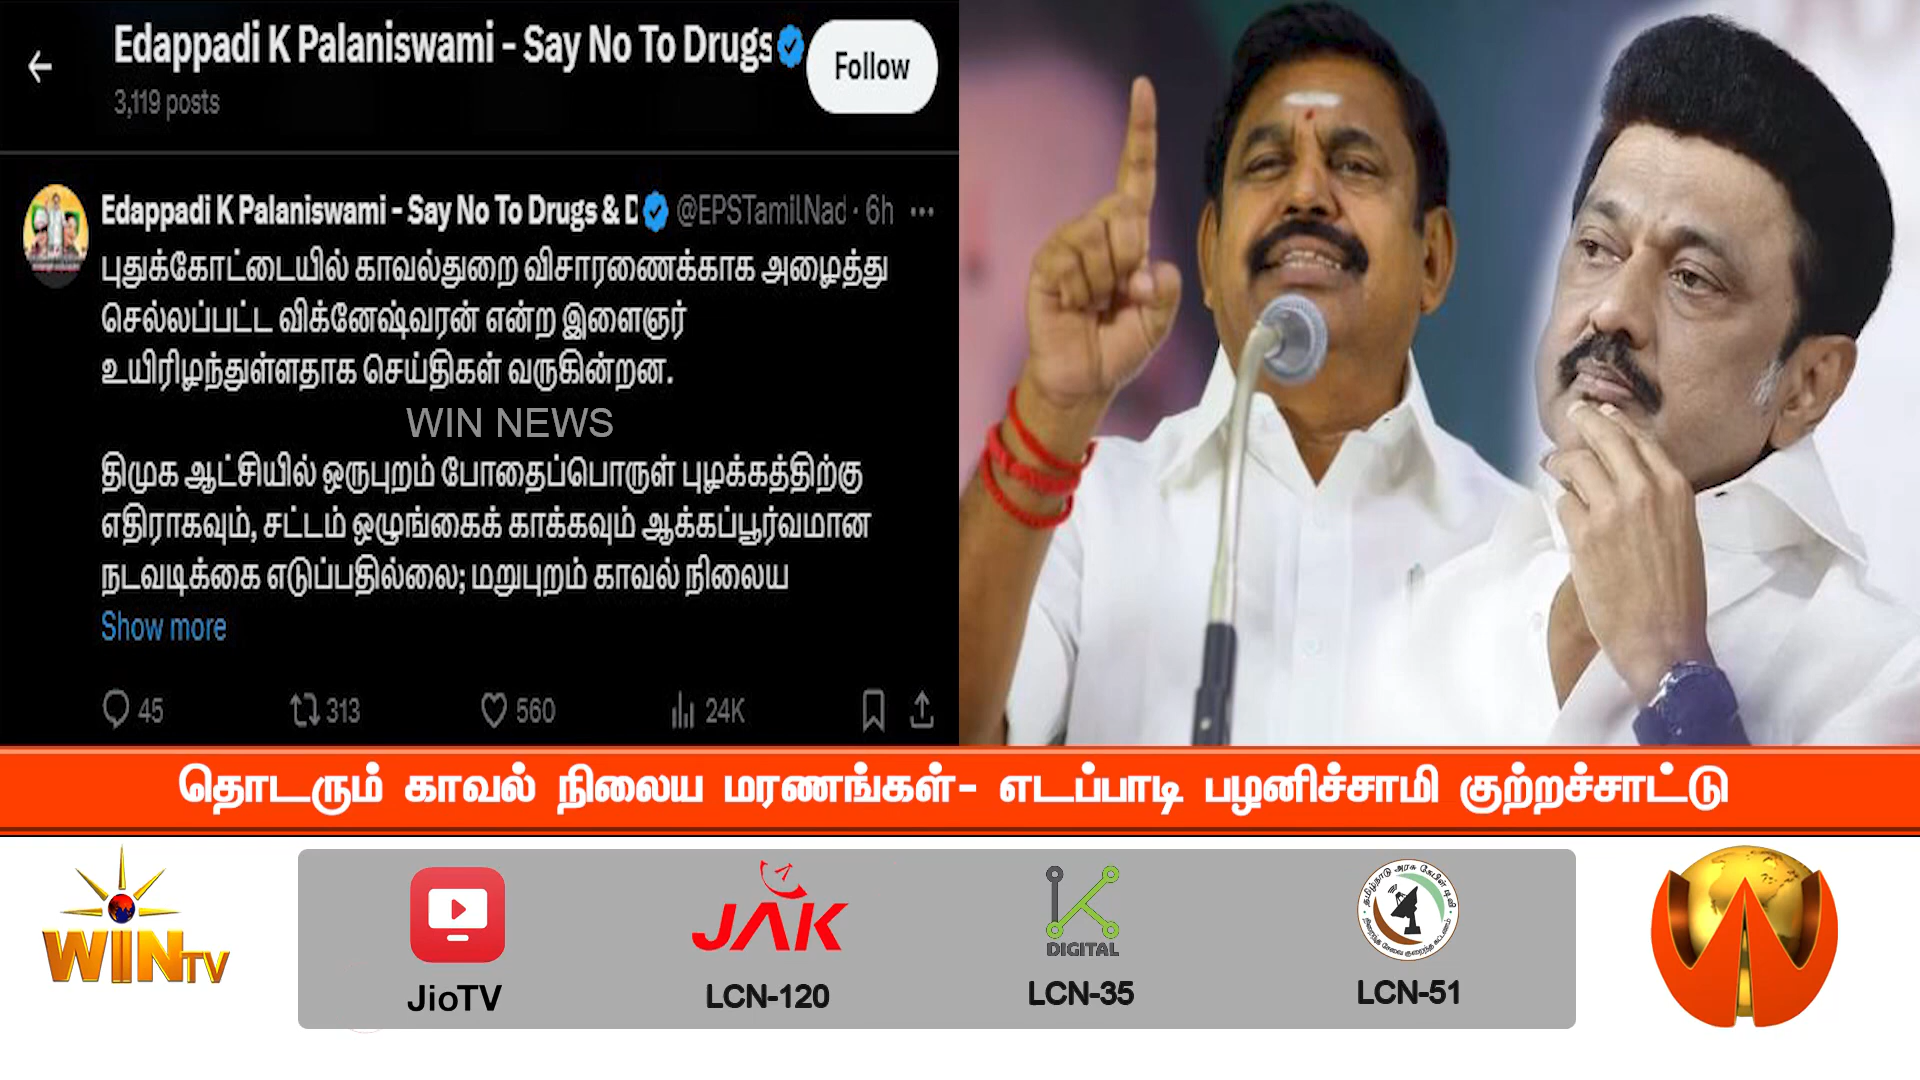 Edappadi K Palaniswami - Say No To Drugs
Follow
3,119 posts
Edappadi K Palaniswami - Say No To Drugs & D @EPSTamilNad · 6h
புதுக்கோட்டையில் காவல்துறை விசாரணைக்காக அழைத்து
செல்லப்பட்ட விக்னேஷ்வரன் என்ற இளைஞர்
உயிரிழந்துள்ளதாக செய்திகள் வருகின்றன.
WIN NEWS
திமுக ஆட்சியில் ஒருபுறம் போதைப்பொருள் புழக்கத்திற்கு
எதிராகவும், சட்டம் ஒழுங்கைக் காக்கவும் ஆக்கப்பூர்வமான
நடவடிக்கை எடுப்பதில்லை; மறுபுறம் காவல் நிலைய
Show more
45 313 560 24K
தொடரும் காவல் நிலைய மரணங்கள்- எடப்பாடி பழனிச்சாமி குற்றச்சாட்டு
WIN TV
JioTV
JAK
LCN-120
DIGITAL
LCN-35
தமிழ்நாடு அரசு கேபிள் டிவி
LCN-51